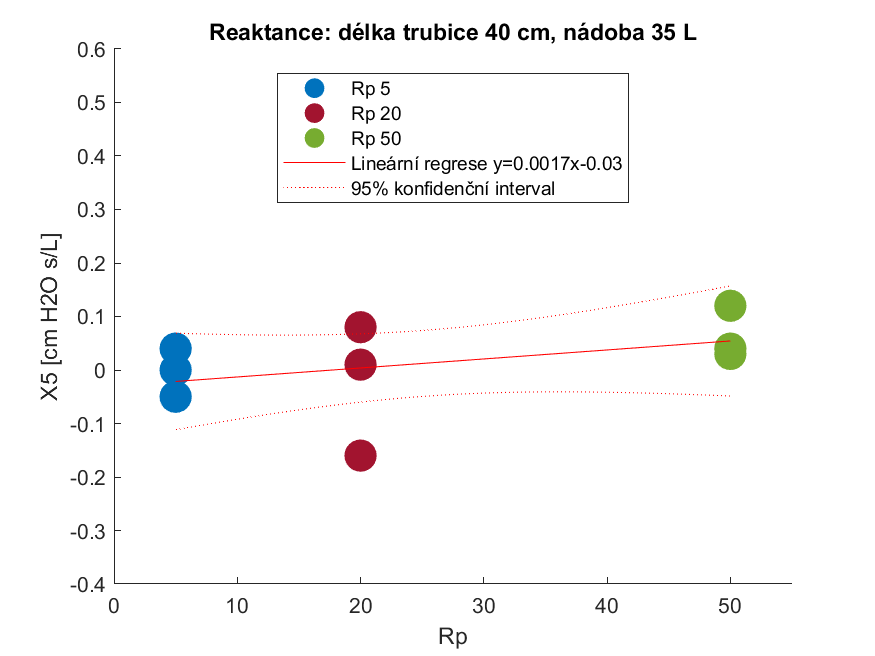 Reaktance: délka trubice 40 cm, nádoba 35 L
0.6
0.5
0.4
0.3
0.2
0.1
0
-0.1
-0.2
-0.3
-0.4
X5 [cm H2O s/L]
Rp 5
Rp 20
Rp 50
Lineární regrese y=0.0017x-0.03
95% konfidenční interval
0 10 20 30 40 50
Rp